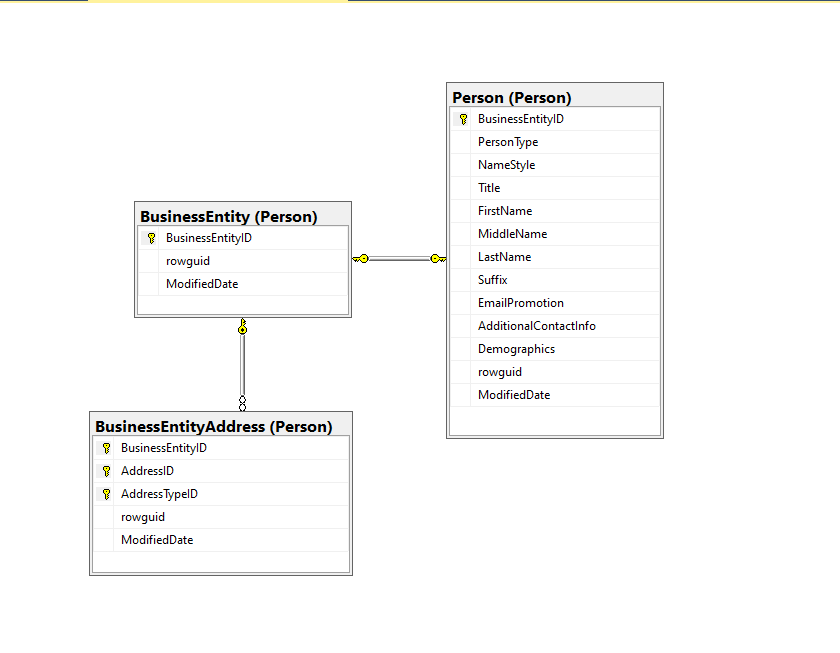 Person (Person)
BusinessEntityID
PersonType
NameStyle
Title
FirstName
MiddleName
LastName
Suffix
EmailPromotion
AdditionalContactInfo
Demographics
rowguid
ModifiedDate
BusinessEntity (Person)
BusinessEntityID
rowguid
ModifiedDate
BusinessEntityAddress (Person)
BusinessEntityID
AddressID
AddressTypeID
rowguid
ModifiedDate